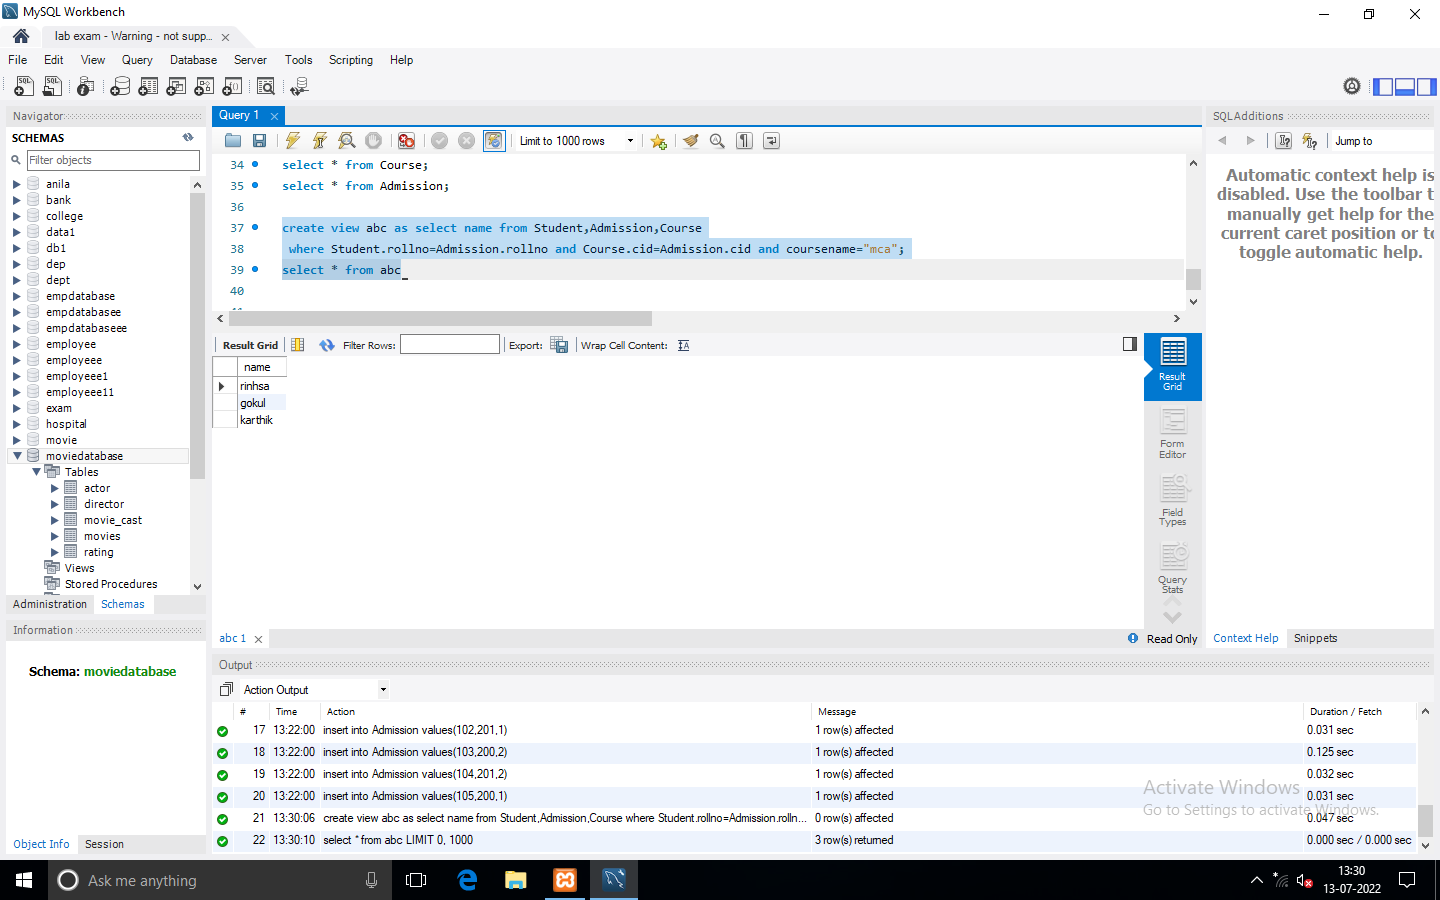 MySQL Workbench
lab exam - Warning - not supp...
File Edit View Query Database Server Tools Scripting Help
Navigator
SCHEMAS
Filter objects
anila
bank
college
data1
db1
dep
dept
empdatabase
empdatabasee
empdatabaseee
employee
employeee
employeee1
employeee11
exam
hospital
movie
moviedatabase
Tables
actor
director
movie_cast
movies
rating
Views
Stored Procedures
Administration Schemas
Information
Schema: moviedatabase
Object Info Session
Query 1
Limit to 1000 rows
34 select * from Course;
35 select * from Admission;
36
37 create view abc as select name from Student,Admission,Course
38 where Student.rollno=Admission.rollno and Course.cid=Admission.cid and coursename="mca";
39 select * from abc
40
Result Grid Filter Rows: Export: Wrap Cell Content:
name
rinhsa
gokul
karthik
Result Grid
Form Editor
Field Types
Query Stats
abc 1
Read Only
SQLAdditions
Jump to
Automatic context help is
disabled. Use the toolbar t
manually get help for the
current caret position or to
toggle automatic help.
Context Help Snippets
Output
Action Output
# Time Action Message Duration / Fetch
17 13:22:00 insert into Admission values(102,201,1) 1 row(s) affected 0.031 sec
18 13:22:00 insert into Admission values(103,200,2) 1 row(s) affected 0.125 sec
19 13:22:00 insert into Admission values(104,201,2) 1 row(s) affected 0.032 sec
20 13:22:00 insert into Admission values(105,200,1) 1 row(s) affected 0.031 sec
21 13:30:06 create view abc as select name from Student,Admission,Course where Student.rollno=Admission.rolln... 0 row(s) affected 0.047 sec
22 13:30:10 select * from abc LIMIT 0, 1000 3 row(s) returned 0.000 sec / 0.000 sec
Activate Windows
Go to Settings to activate Windows.
Ask me anything
13:30
13-07-2022